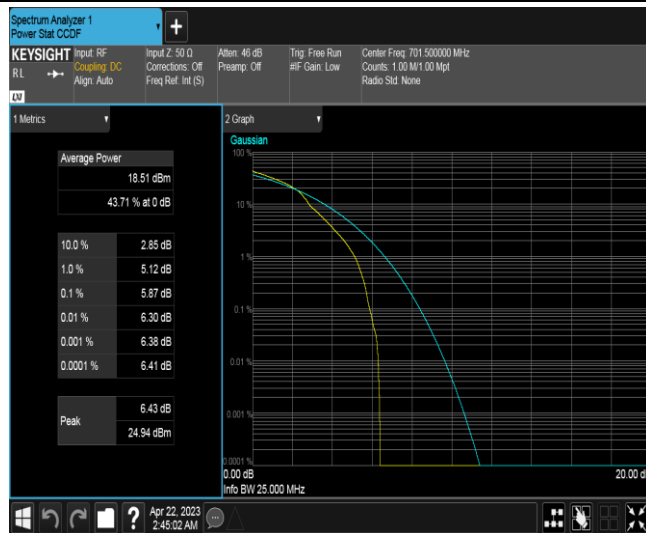 Spectrum Analyzer 1
Power Stat CCDF
KEYSIGHT
RL
Input: RF
Coupling: DC
Align: Auto
Input Z: 50 Ω
Corrections: Off
Freq Ref: Int (S)
Atten: 46 dB
Preamp: Off
Trig: Free Run
#IF Gain: Low
Center Freq: 701.500000 MHz
Counts: 1.00 M/1.00 Mpt
Radio Std: None
1 Metrics
Average Power
18.51 dBm
43.71 % at 0 dB
10.0 % 2.85 dB
1.0 % 5.12 dB
0.1 % 5.87 dB
0.01 % 6.30 dB
0.001 % 6.38 dB
0.0001 % 6.41 dB
Peak
6.43 dB
24.94 dBm
2 Graph
Gaussian
100 %
10 %
1 %
0.1 %
0.01 %
0.001 %
0.0001 %
0.00 dB
20.00 d
Info BW 25.000 MHz
?
Apr 22, 2023
2:45:02 AM